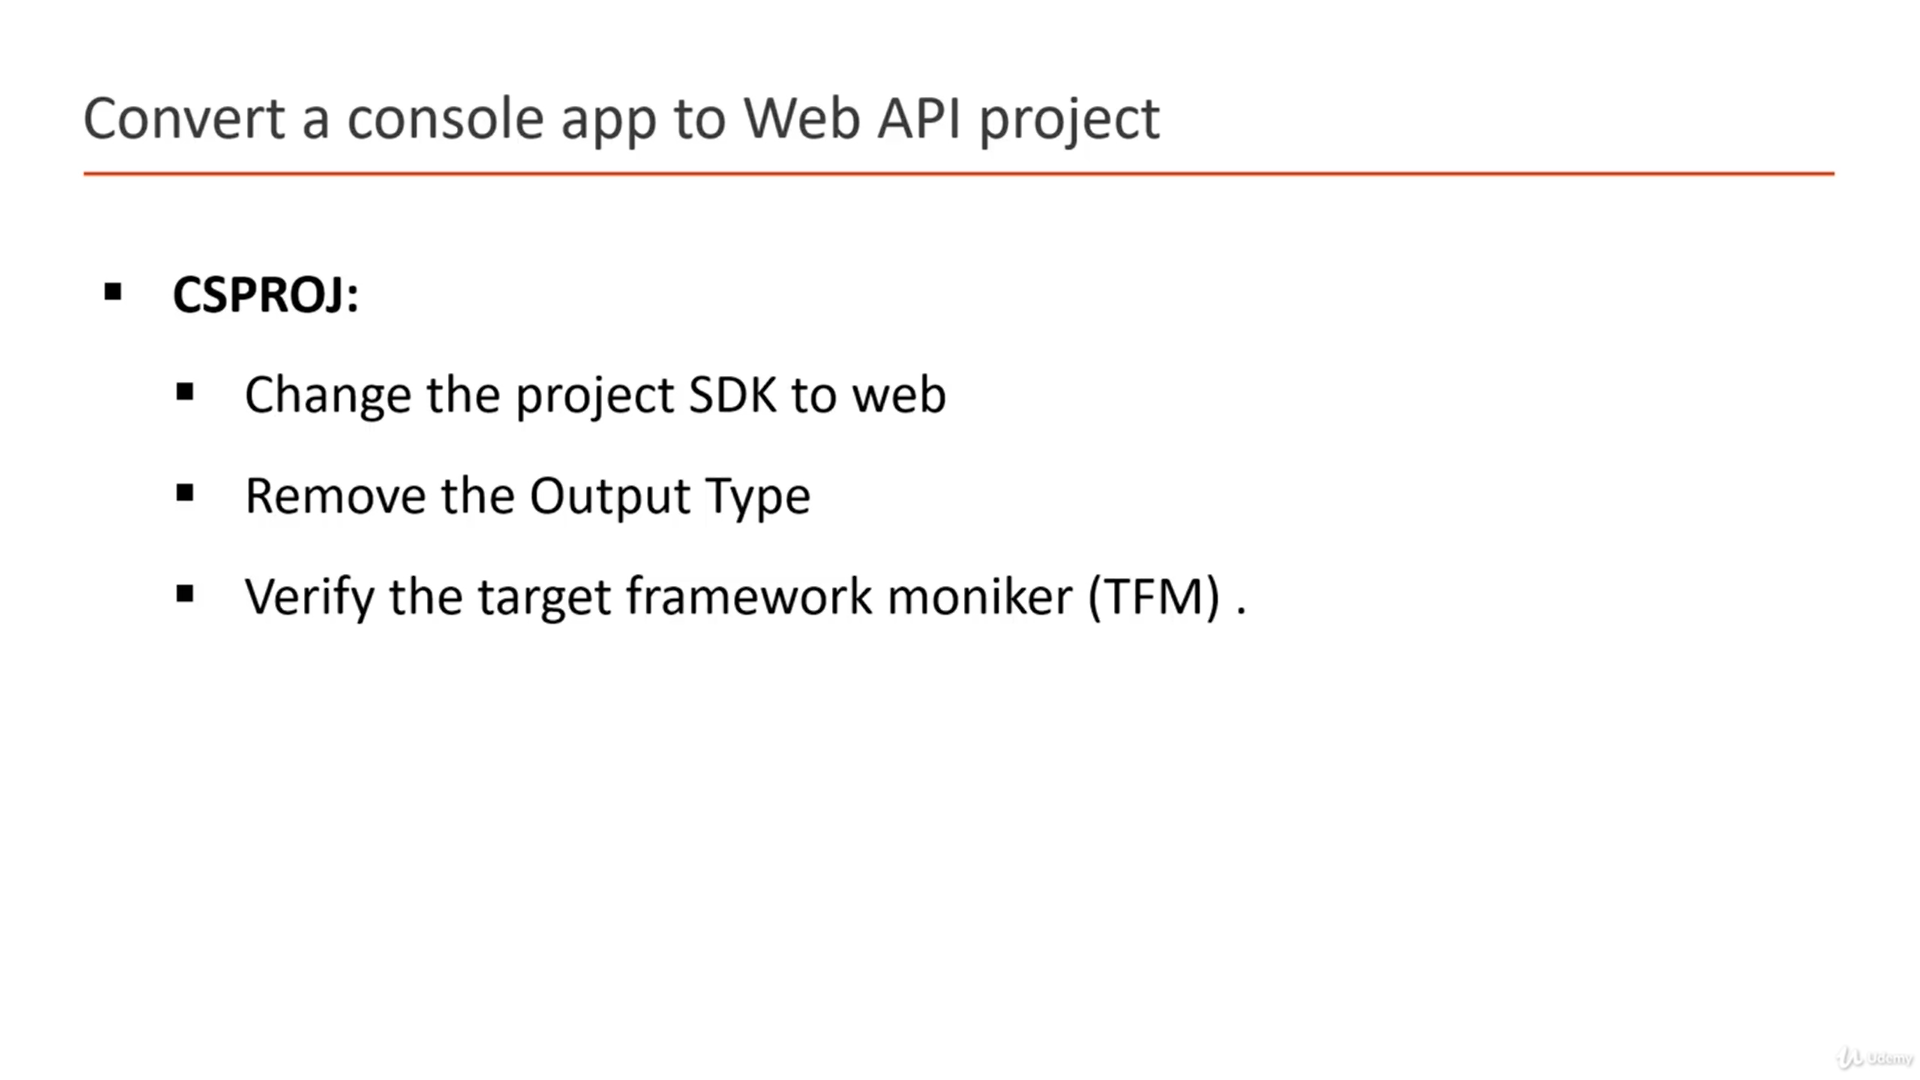 Convert a console app to Web API project
▪ CSPROJ:
▪ Change the project SDK to web
▪ Remove the Output Type
▪ Verify the target framework moniker (TFM) .
Udemy